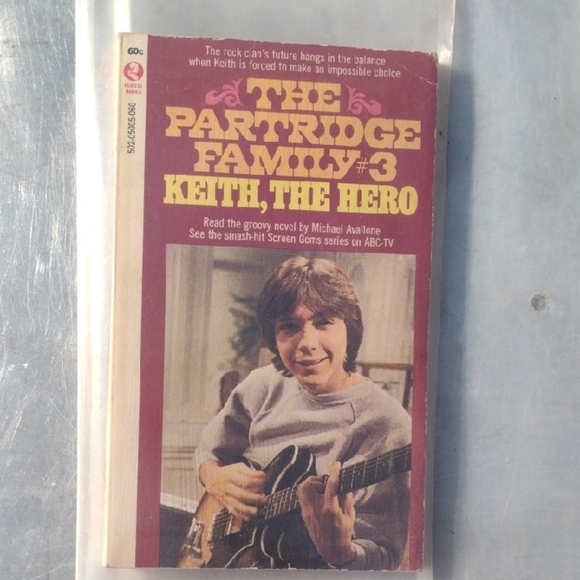 60c
The rock clan's future hangs in the balance
when Keith is forced to make an impossible choice
CURTIS
BOOKS
502-05005-060
THE
PARTRIDGE
FAMILY #3
KEITH, THE HERO
Read the groovy novel by Michael Avallone
See the smash-hit Screen Gems series on ABC-TV